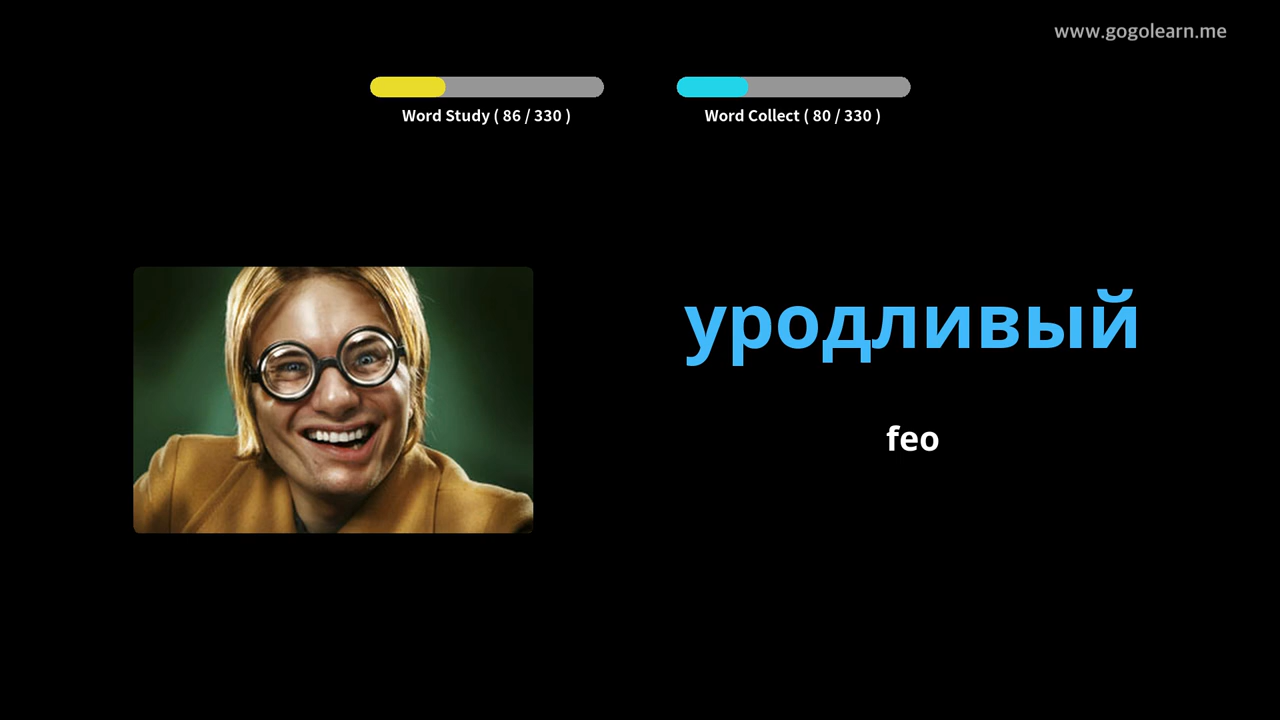 www.gogolearn.me
Word Study ( 86 / 330 )
Word Collect ( 80 / 330 )
уродливый
feo